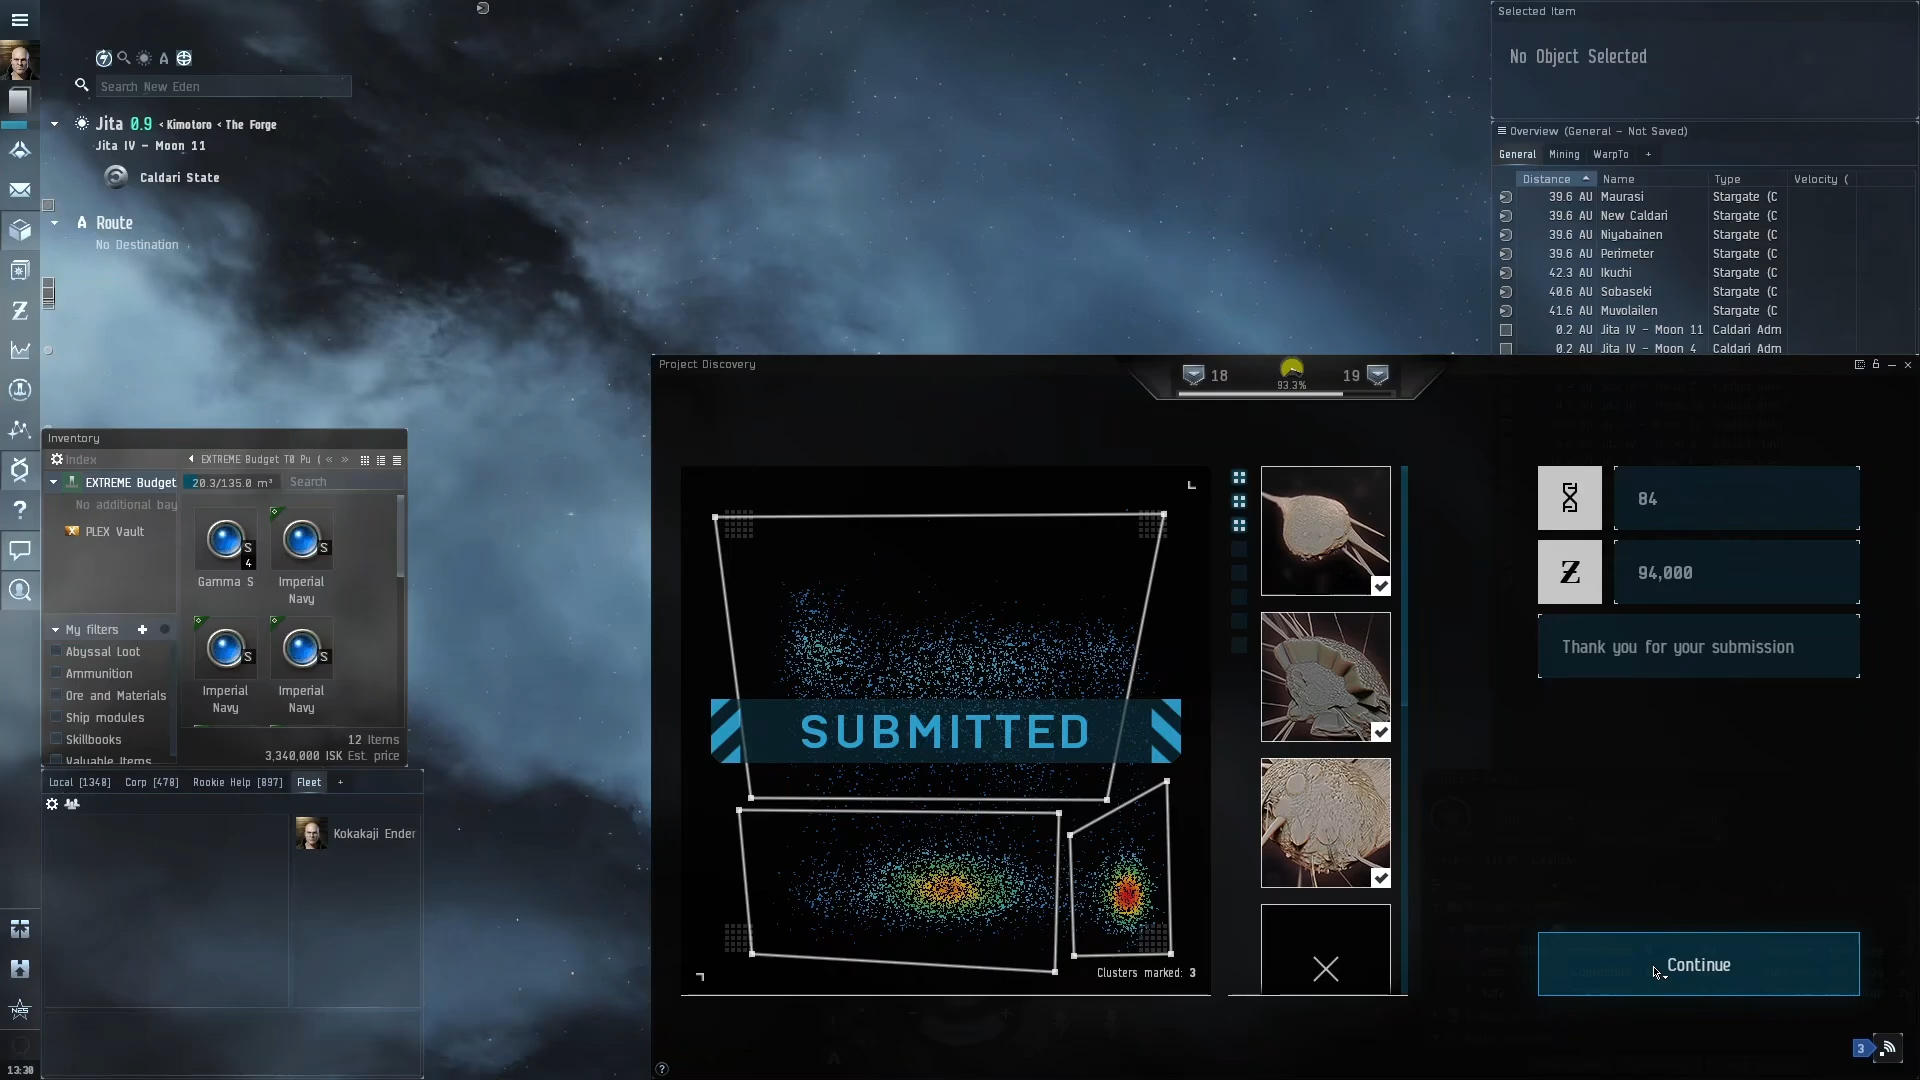 Search New Eden
Jita 0.9 < Kimotoro < The Forge
Jita IV - Moon 11
Caldari State
Route
No Destination
Selected Item
No Object Selected
Overview (General - Not Saved)
General Mining WarpTo +
Distance Name Type Velocity (
39.6 AU Maurasi Stargate (C
39.6 AU New Caldari Stargate (C
39.6 AU Niyabainen Stargate (C
39.6 AU Perimeter Stargate (C
42.3 AU Ikuchi Stargate (C
40.6 AU Sobaseki Stargate (C
41.6 AU Muvolailen Stargate (C
0.2 AU Jita IV - Moon 11 Caldari Adm
0.2 AU Jita IV - Moon 4 Caldari Adm
Project Discovery
18 93.3% 19
SUBMITTED
Clusters marked: 3
84
94,000
Thank you for your submission
Continue
3
Inventory
Index
EXTREME Budget T0 Pu ( « »
EXTREME Budget
20.3/135.0 m³
Search
No additional bay
PLEX Vault
S
4
Gamma S
S
Imperial
Navy
S
Imperial
Navy
S
Imperial
Navy
My filters +
Abyssal Loot
Ammunition
Ore and Materials
Ship modules
Skillbooks
Valuable Items
12 Items
3,340,000 ISK Est. price
Local [1348] Corp [478] Rookie Help [897] Fleet +
Kokakaji Ender
NES
13:30